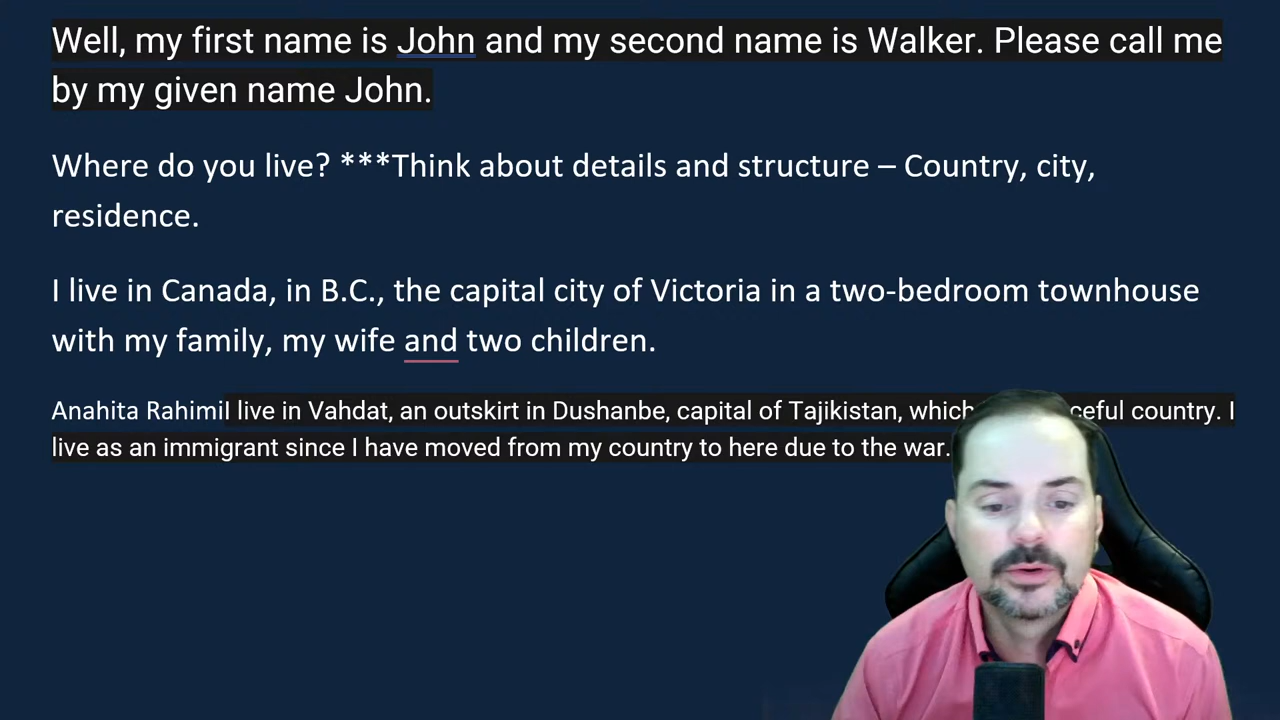 Well, my first name is John and my second name is Walker. Please call me
by my given name John.
Where do you live? ***Think about details and structure – Country, city,
residence.
I live in Canada, in B.C., the capital city of Victoria in a two-bedroom townhouse
with my family, my wife and two children.
Anahita RahimiI live in Vahdat, an outskirt in Dushanbe, capital of Tajikistan, which country. I
live as an immigrant since I have moved from my country to here due to the war.